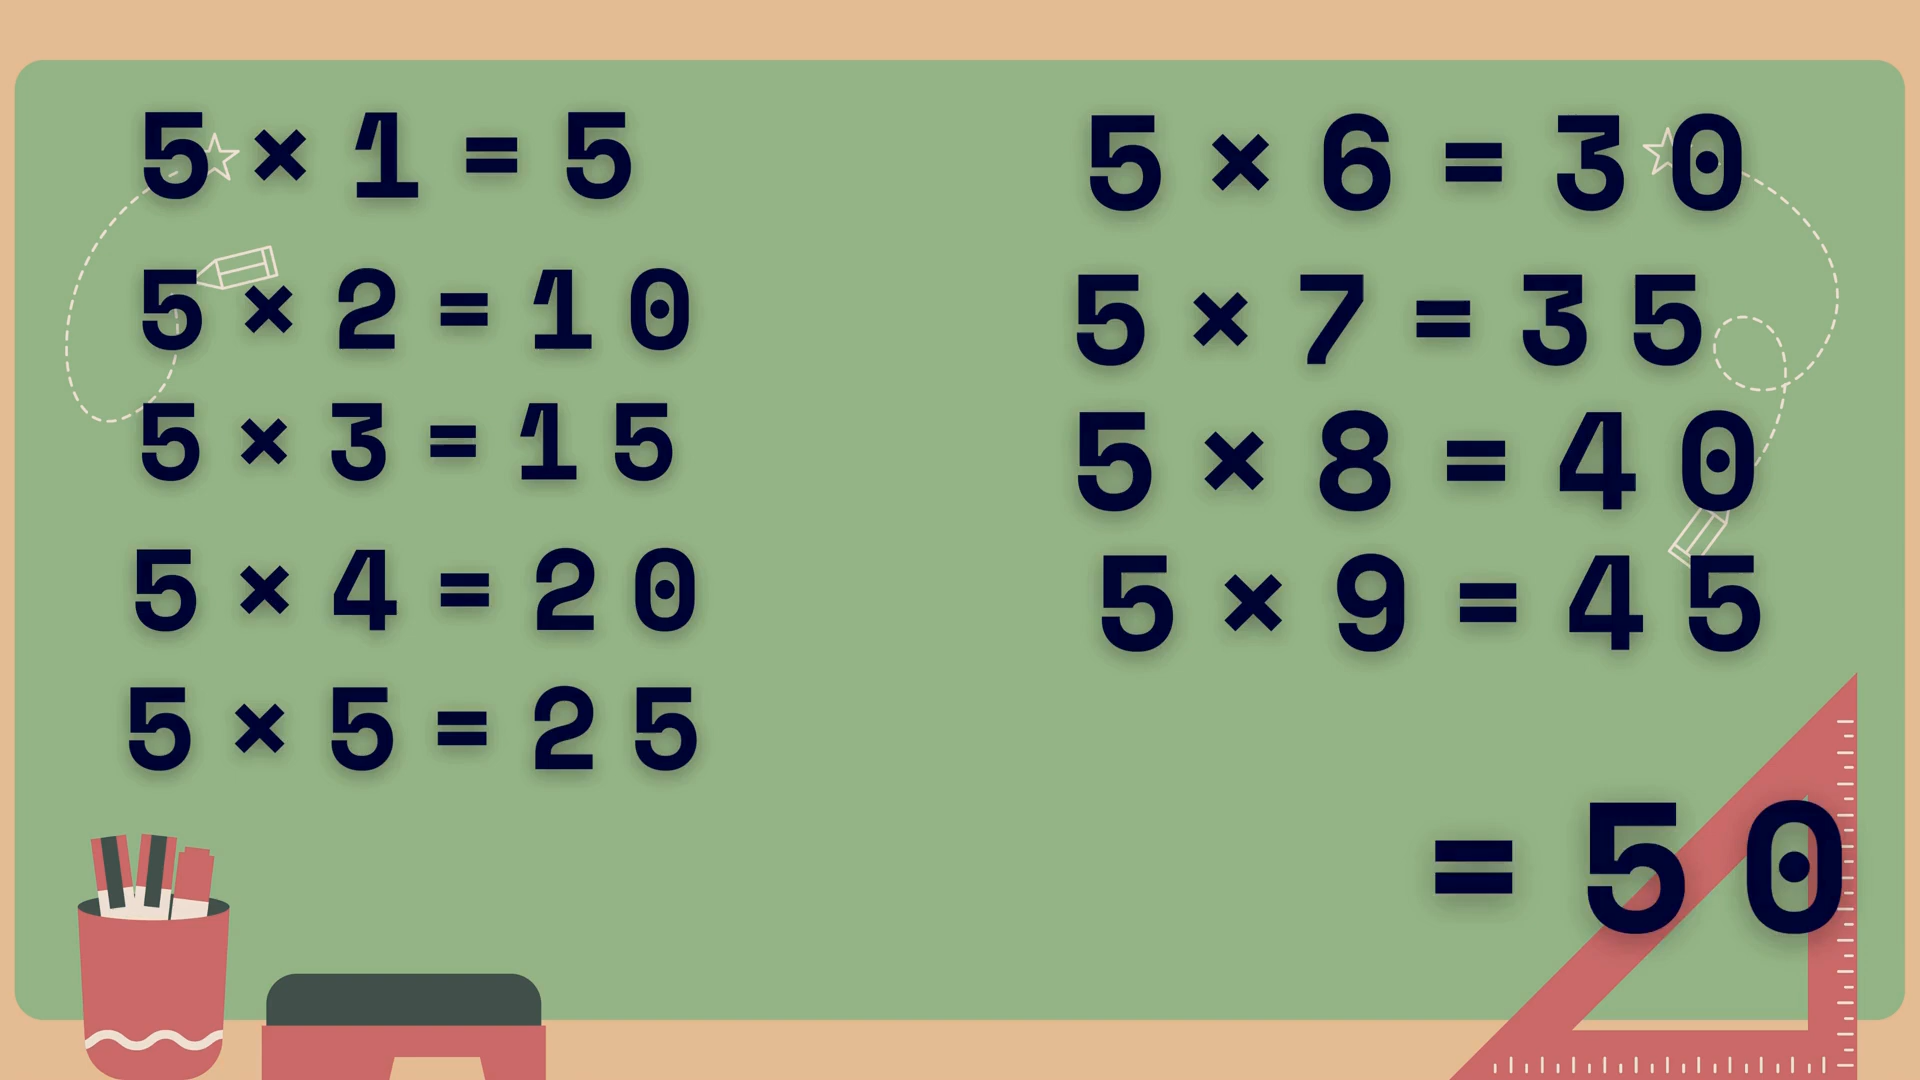 5 × 1 = 5
5 × 2 = 10
5 × 3 = 15
5 × 4 = 20
5 × 5 = 25
5 × 6 = 30
5 × 7 = 35
5 × 8 = 40
5 × 9 = 45
= 50